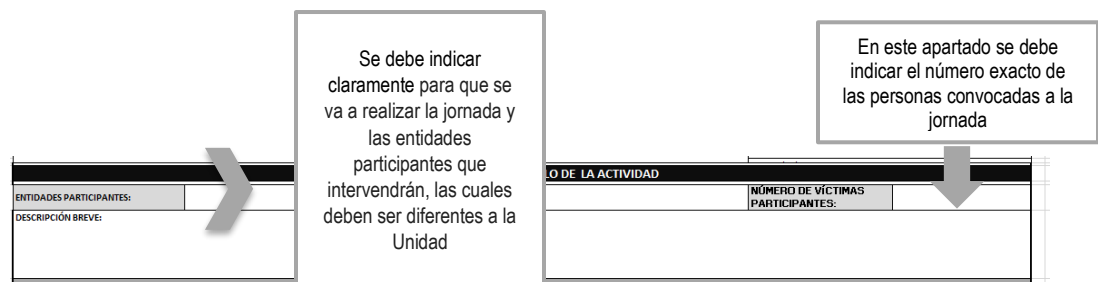 Se debe indicar
claramente para que se
va a realizar la jornada y
las entidades
participantes que
intervendrán, las cuales
deben ser diferentes a la
Unidad
En este apartado se debe
indicar el número exacto de
las personas convocadas a la
jornada
LO DE LA ACTIVIDAD
ENTIDADES PARTICIPANTES:
NÚMERO DE VÍCTIMAS
PARTICIPANTES:
DESCRIPCIÓN BREVE: